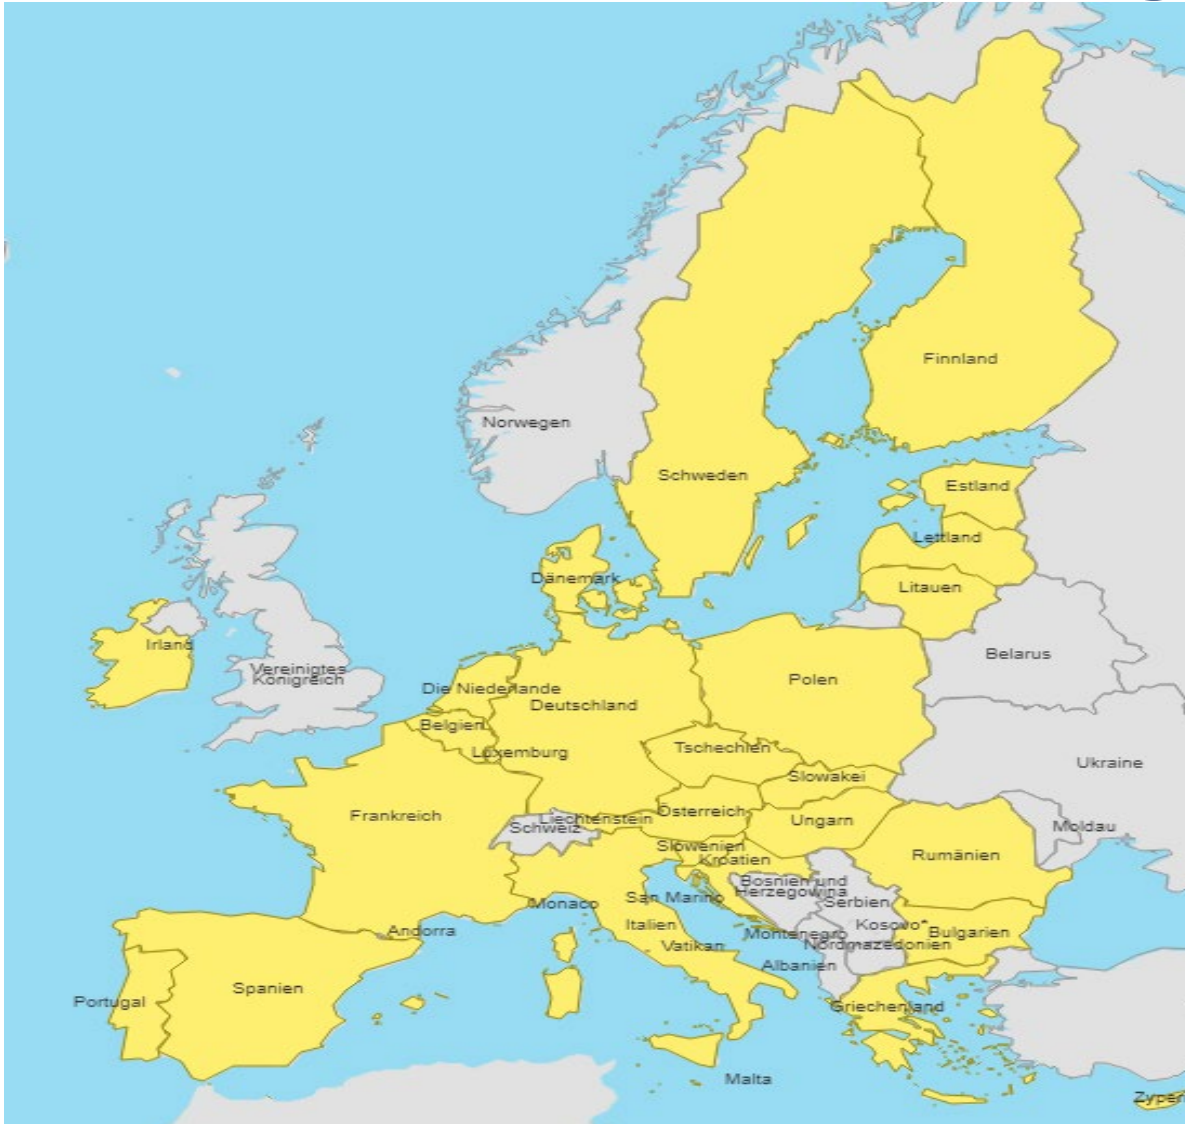 Finnland
Norwegen
Schweden
Estland
Lettland
Dänemark
Litauen
Irland
Belarus
Vereinigtes
Königreich
Polen
Die Niederlande
Deutschland
Belgien
Tschechien
Luxemburg
Ukraine
Slowakei
Österreich
Frankreich
Liechtenstein
Ungarn
Schweiz
Moldau
Slowenien
Rumänien
Kroatien
Bosnien und
Herzegowina
San Marino
Serbien
Monaco
Italien
Kosovo*
Andorra
Montenegro
Bulgarien
Vatikan
Nordmazedonien
Albanien
Spanien
Portugal
Griechenland
Malta
Zypern